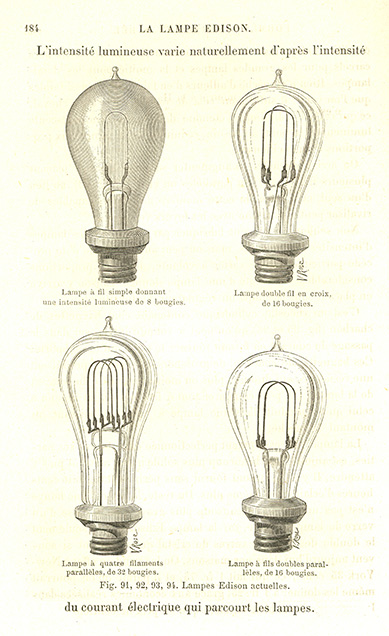 184 LA LAMPE EDISON.
L'intensité lumineuse varie naturellement d'après l'intensité
Lampe à fil simple donnant
une intensité lumineuse de 8 bougies.
Lampe double fil en croix,
de 16 bougies.
Lampe à quatre filaments
parallèles, de 32 bougies.
Lampe à fils doubles paral-
lèles, de 16 bougies.
Fig. 91, 92, 93, 94. Lampes Edison actuelles.
du courant électrique qui parcourt les lampes.